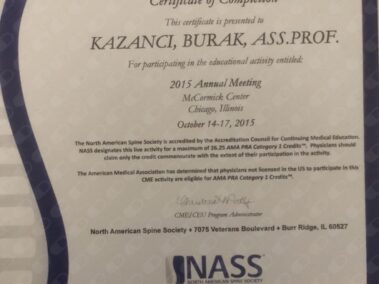 Certificate of Completion
This certificate is presented to
KAZANCI, BURAK, ASS.PROF.
For participating in the educational activity entitled:
2015 Annual Meeting
McCormick Center
Chicago, Illinois
October 14-17, 2015
The North American Spine Society is accredited by the Accreditation Council for Continuing Medical Education.
NASS designates this live activity for a maximum of 36.25 AMA PRA Category 1 Credits™. Physicians should
claim only the credit commensurate with the extent of their participation in the activity.
The American Medical Association has determined that physicians not licensed in the US to participate in this
CME activity are eligible for AMA PRA Category 1 Credits™.
CME/CEU Program Administrator
North American Spine Society • 7075 Veterans Boulevard • Burr Ridge, IL 60527
NASS
NORTH AMERICAN SPINE SOCIETY